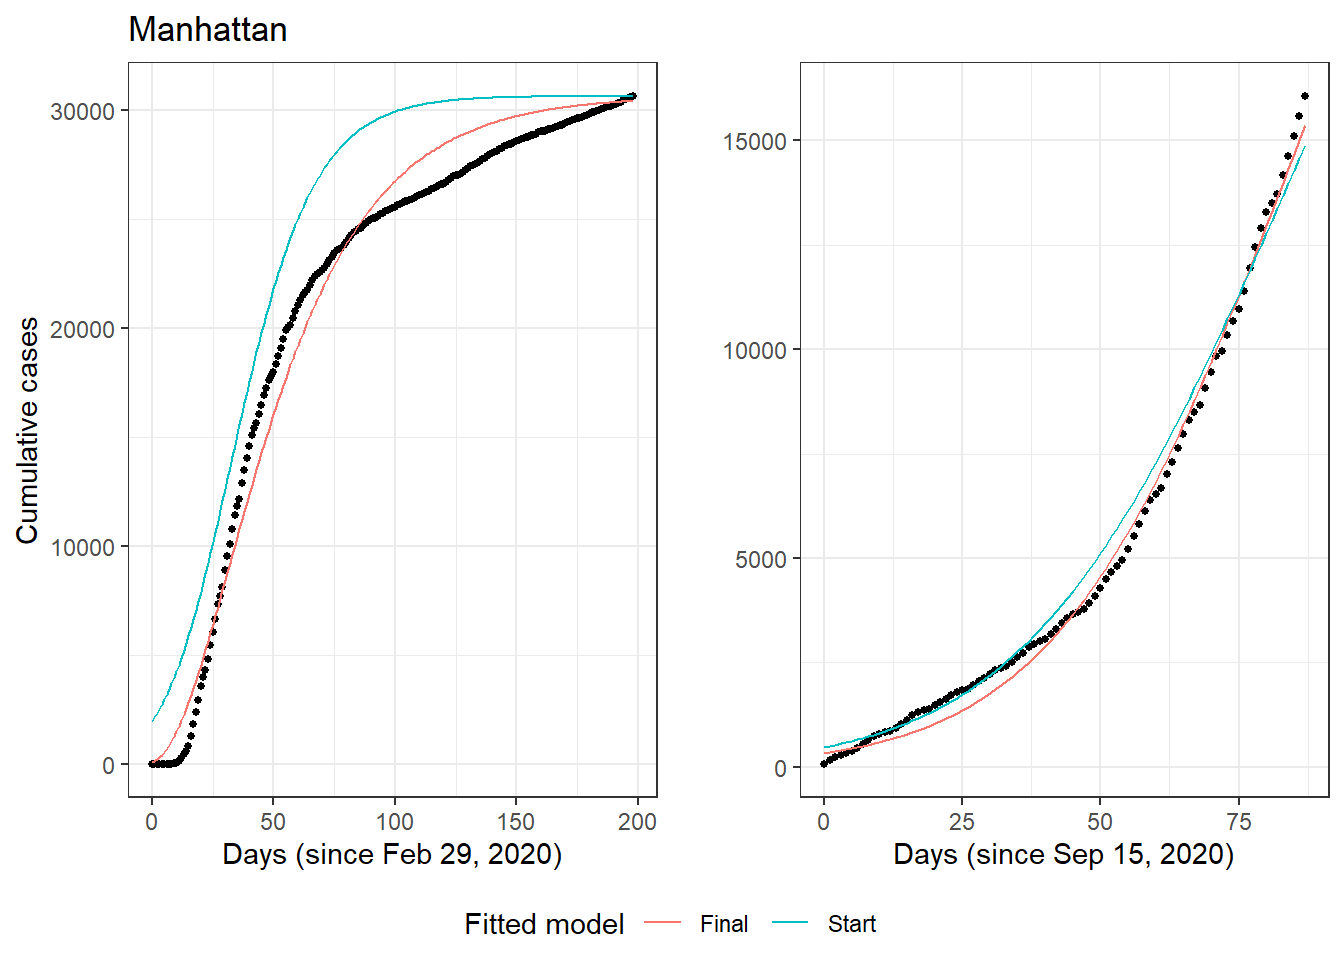 Manhattan
Cumulative cases
30000
20000
10000
0
0 50 100 150 200
Days (since Feb 29, 2020)
15000
10000
5000
0
0 25 50 75
Days (since Sep 15, 2020)
Fitted model Final Start